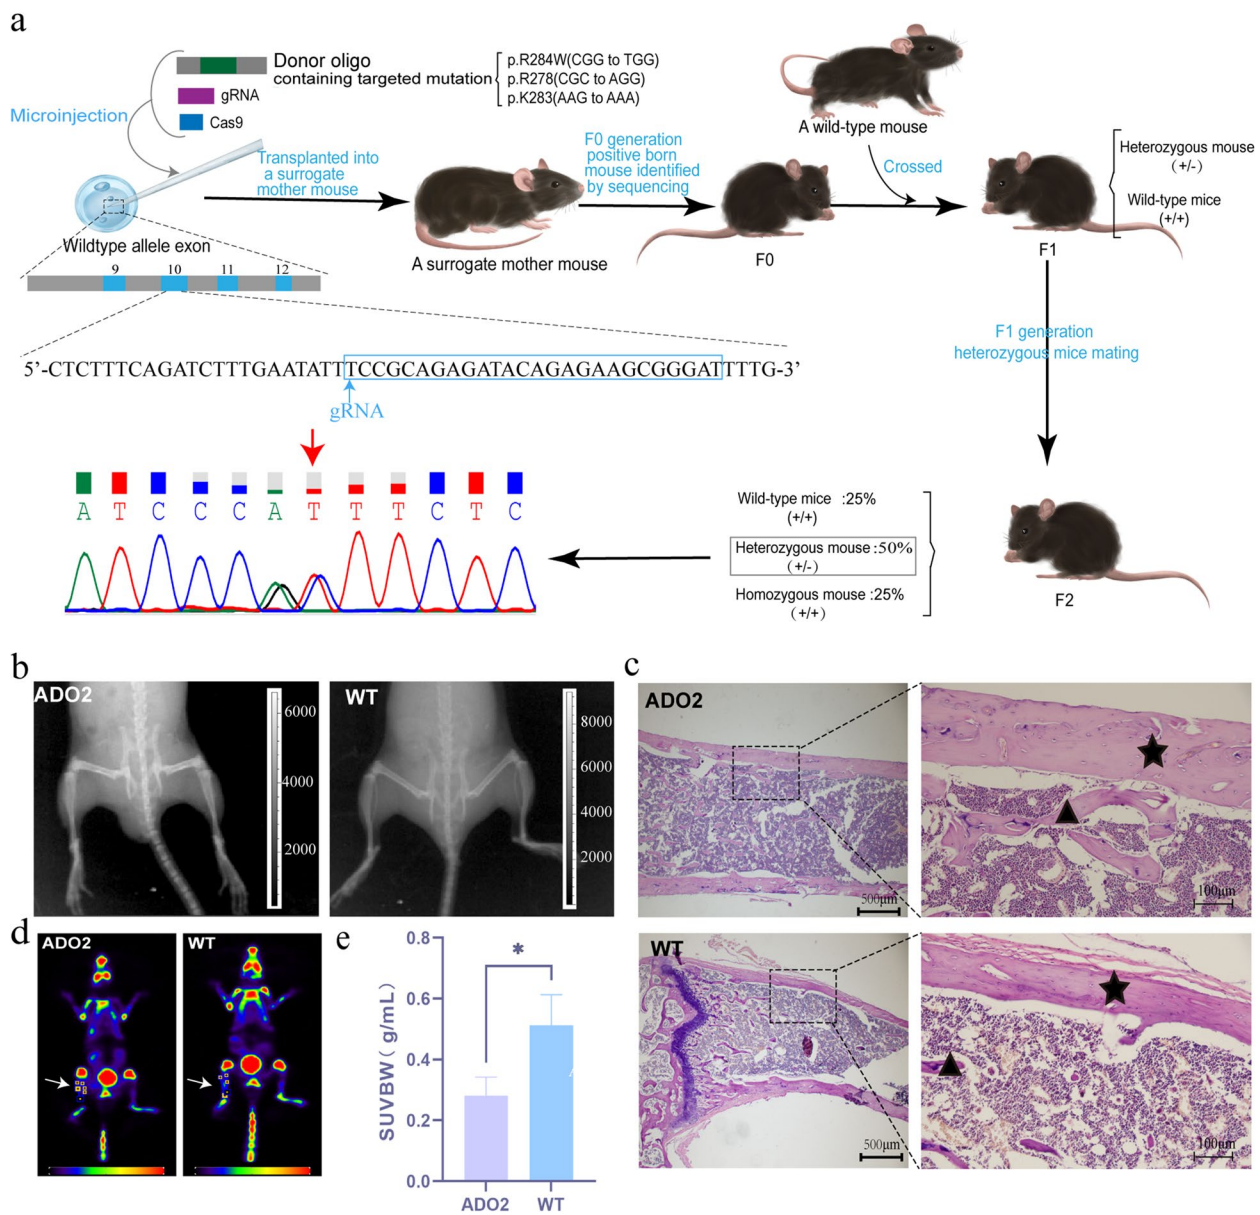 a
Donor oligo
containing targeted mutation
p.R284W(CGG to TGG)
p.R278(CGC to AGG)
p.K283(AAG to AAA)
gRNA
Cas9
Microinjection
Transplanted into
a surrogate
mother mouse
F0 generation
positive born
mouse identified
by sequencing
A wild-type mouse
Crossed
Heterozygous mouse
(+/-)
Wild-type mice
(+/+)
Wildtype allele exon
A surrogate mother mouse
F0
F1
9 10 11 12
F1 generation
heterozygous mice mating
5’-CTCTTTCAGATCTTTGAATATTTCCGCAGAGATACAGAGAAGCGGGATTTTG-3’
gRNA
A T C C C A T T T C T C
Wild-type mice :25%
(+/+)
Heterozygous mouse :50%
(+/-)
Homozygous mouse :25%
(+/+)
F2
b
ADO2
6000
4000
2000
WT
8000
6000
4000
2000
c
ADO2
500μm
100μm
WT
500μm
100μm
d
ADO2
WT
e
SUVBW( g/mL)
0.8
0.6
0.4
0.2
0.0
*
ADO2 WT